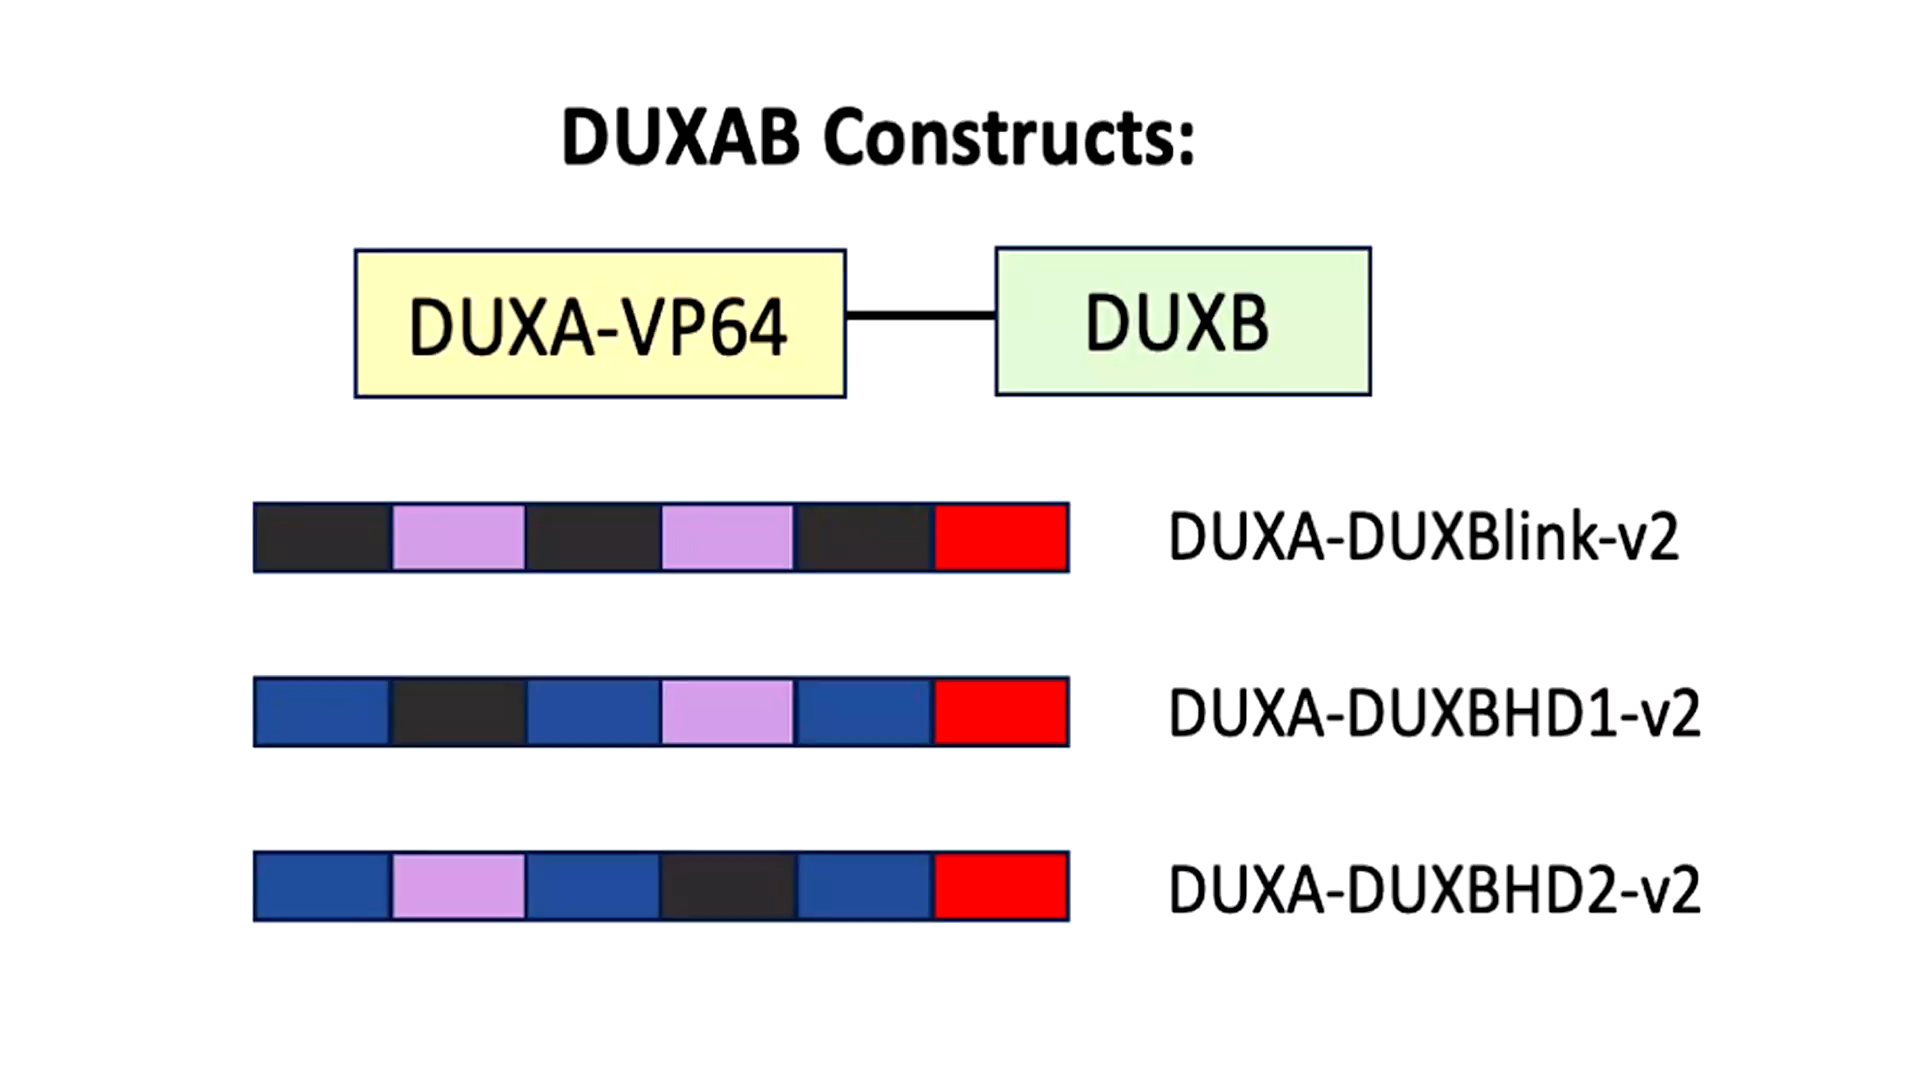 DUXAB Constructs:
DUXA-VP64
DUXB
DUXA-DUXBlink-v2
DUXA-DUXBHD1-v2
DUXA-DUXBHD2-v2